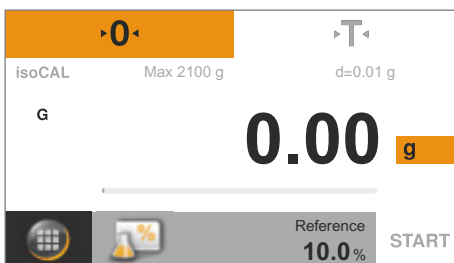 0 T
isoCAL Max 2100 g d=0.01 g
G
0.00 g
%
Reference
10.0 % START